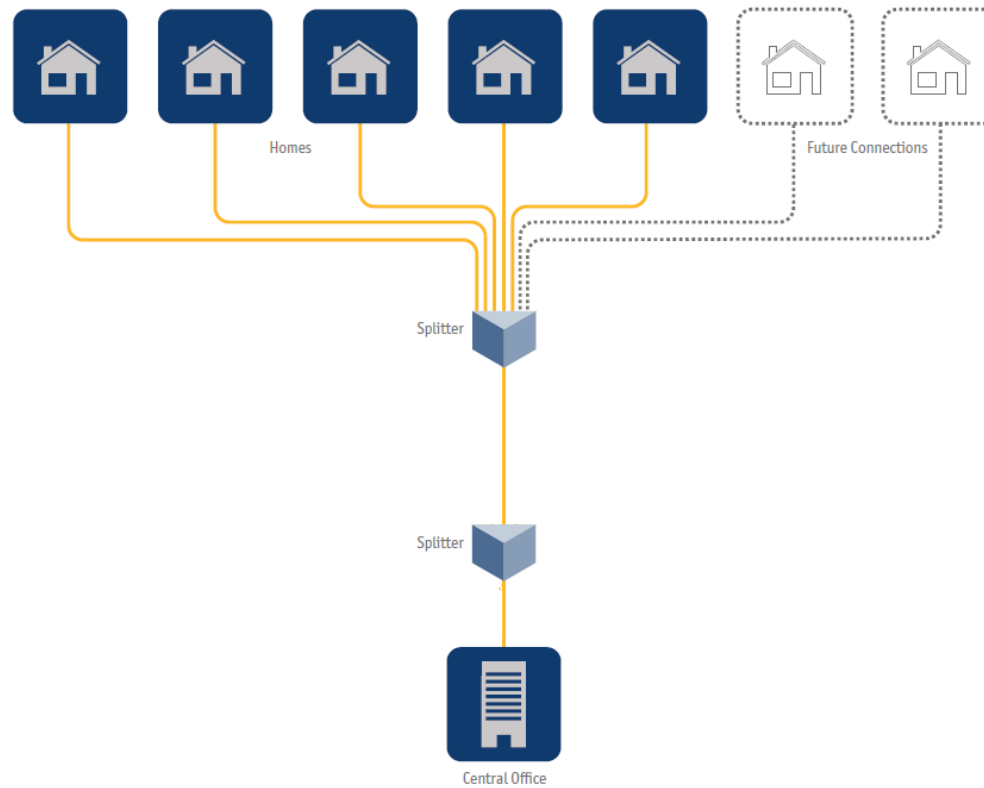 Homes
Future Connections
Splitter
Splitter
Central Office